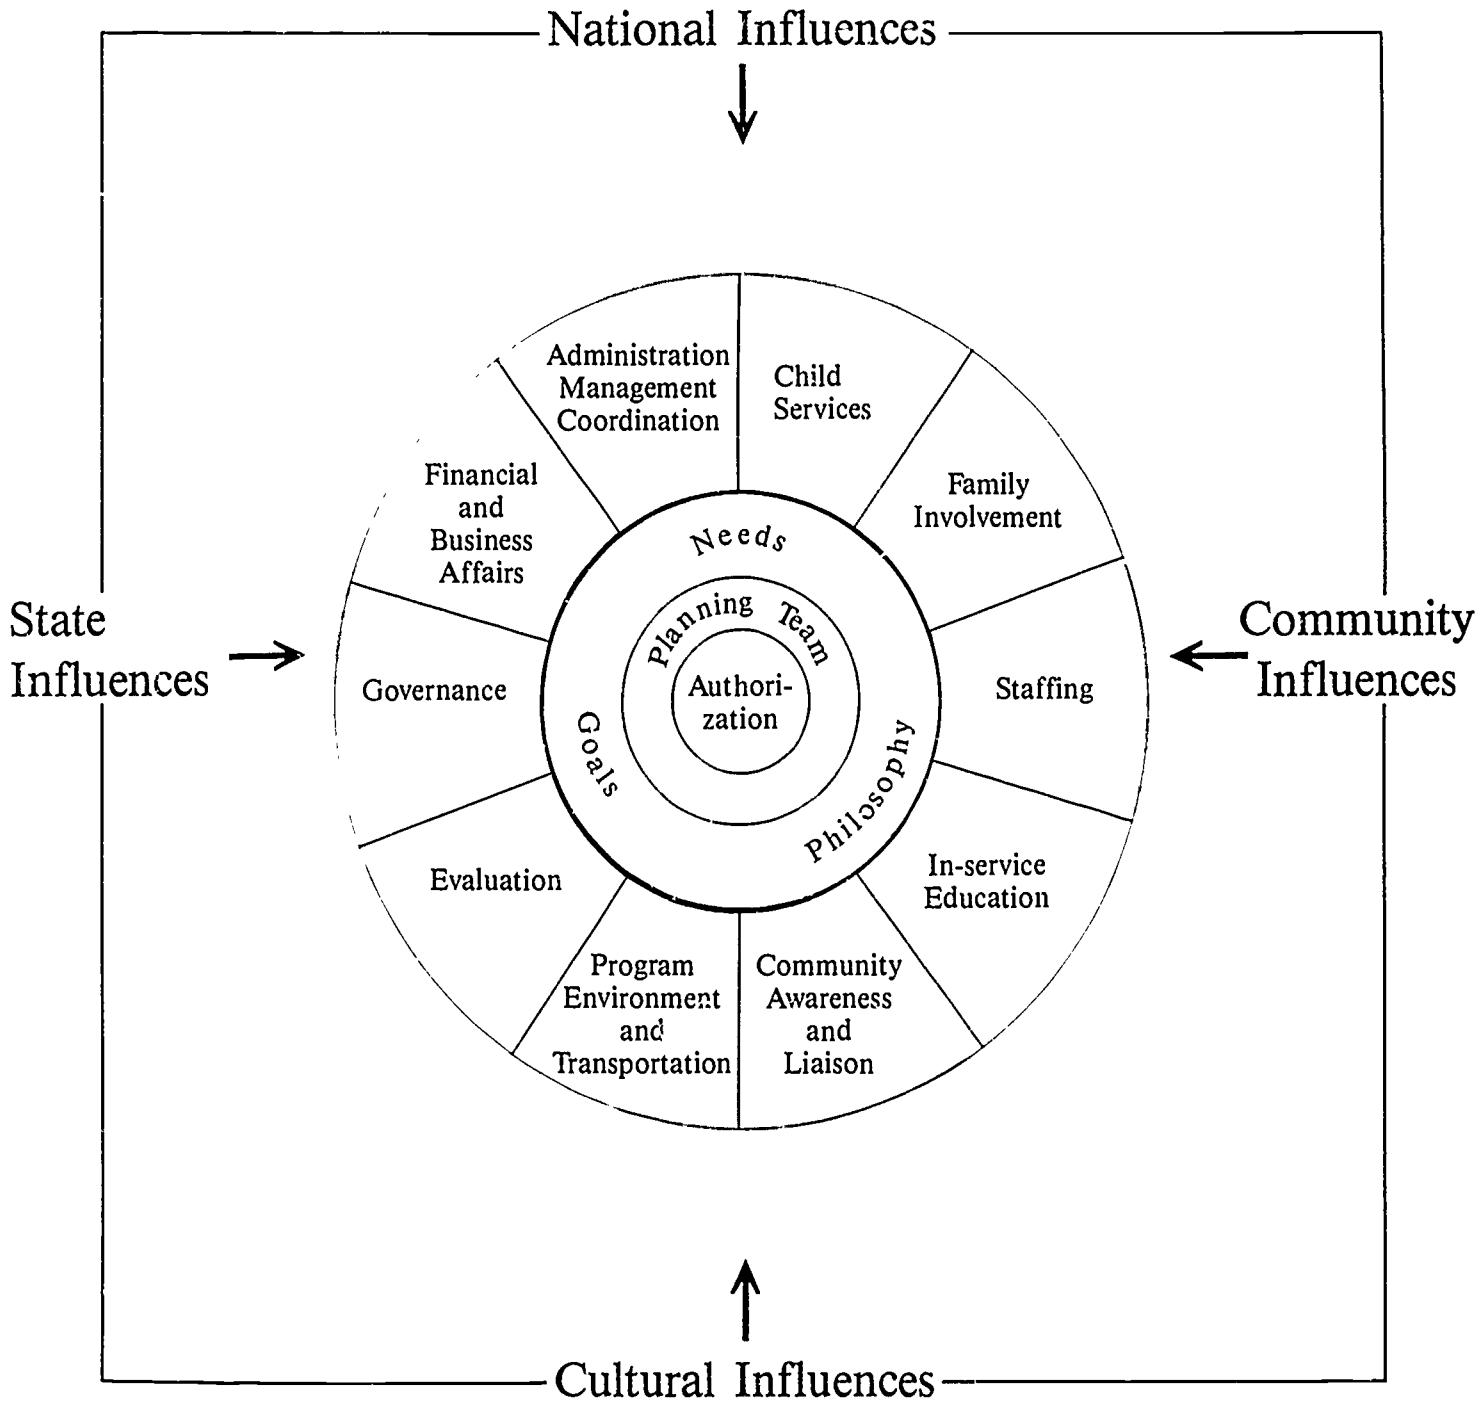 National Influences
Administration
Management
Coordination
Child
Services
Financial
and
Business
Affairs
Family
Involvement
Needs
Planning Team
State
Influences
Community
Influences
Governance
Authori-
zation
Staffing
Goals
Philosophy
Evaluation
In-service
Education
Program
Environment
and
Transportation
Community
Awareness
and
Liaison
Cultural Influences